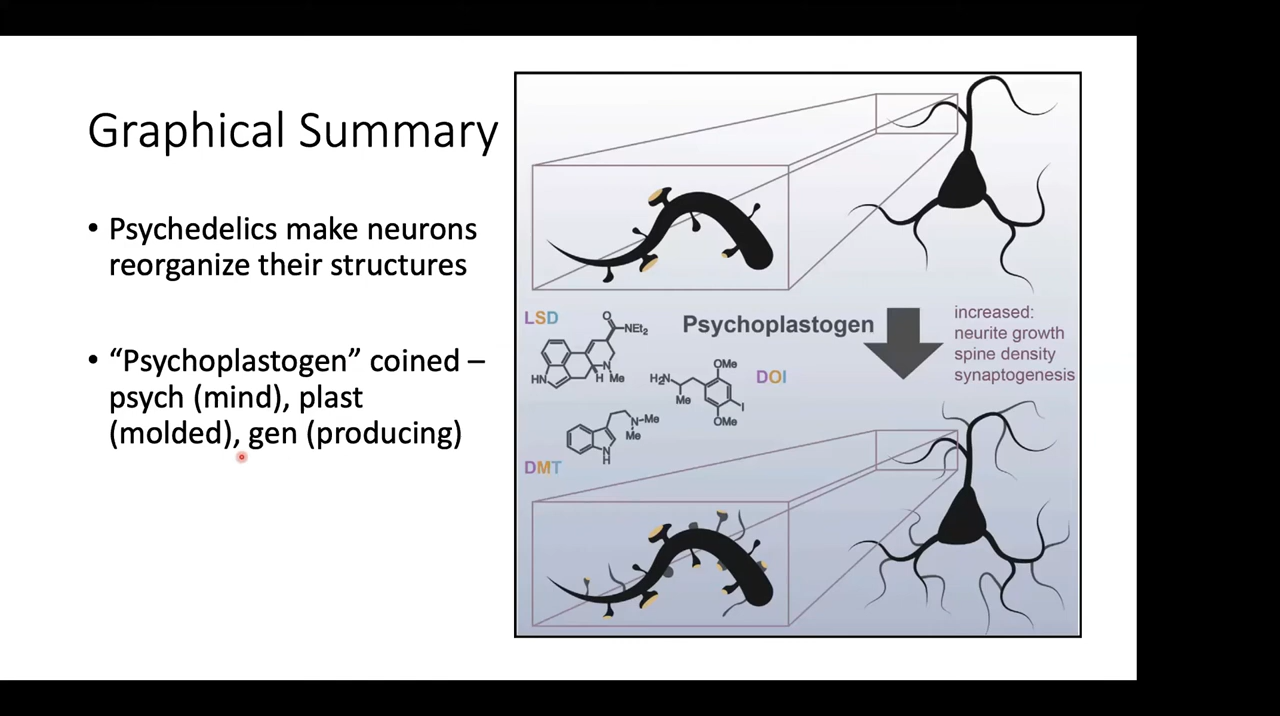 Graphical Summary
• Psychedelics make neurons
reorganize their structures
• “Psychoplastogen” coined –
psych (mind), plast
(molded), gen (producing)
LSD
O
NEt2
N
Me
H
HN
Psychoplastogen
increased:
neurite growth
spine density
synaptogenesis
OMe
H2N
Me
I
OMe
DOI
N
Me
Me
N
H
DMT